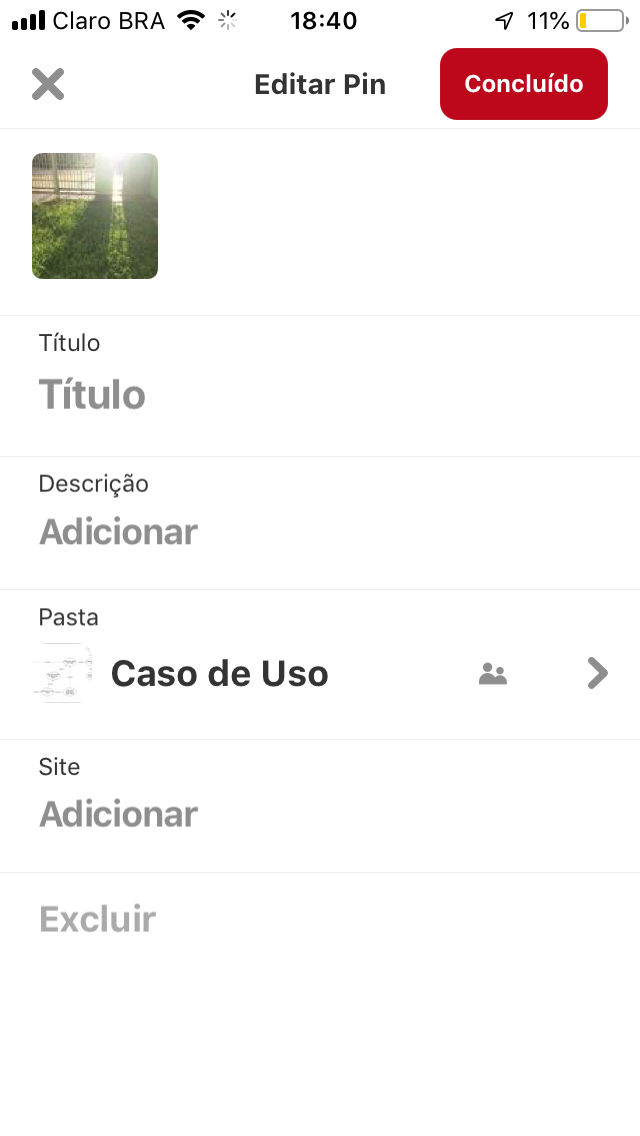 Claro BRA 18:40 11%
Editar Pin Concluído
Título
Título
Descrição
Adicionar
Pasta
Caso de Uso
Site
Adicionar
Excluir